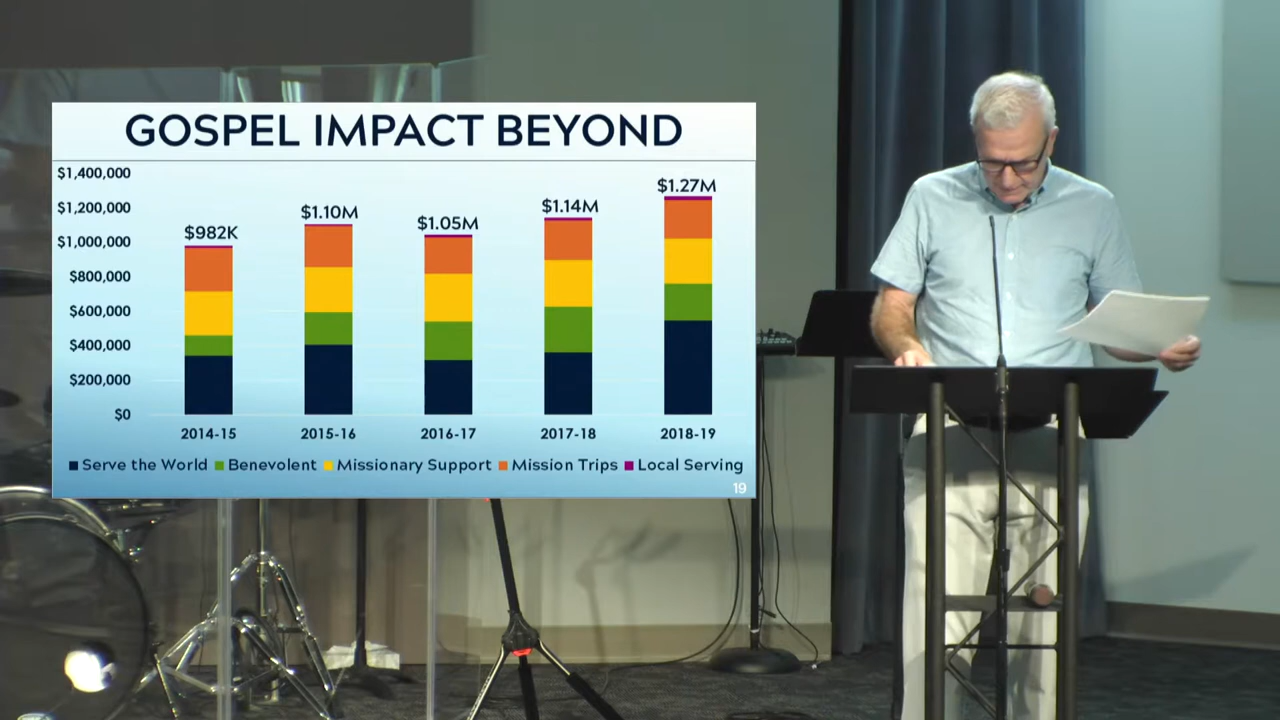 GOSPEL IMPACT BEYOND
$1,400,000
$1,200,000
$1,000,000
$800,000
$600,000
$400,000
$200,000
$0
$982K
$1.10M
$1.05M
$1.14M
$1.27M
2014-15
2015-16
2016-17
2017-18
2018-19
Serve the World Benevolent Missionary Support Mission Trips Local Serving
19